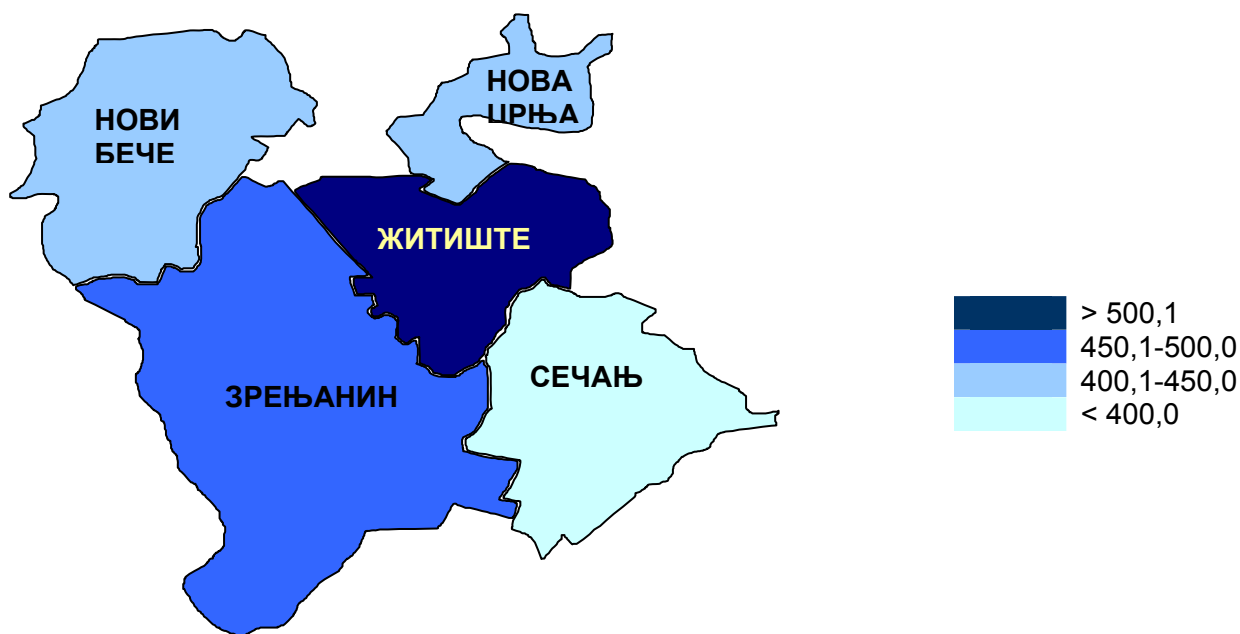 НОВА
ЦРЊА
НОВИ
БЕЧЕ
ЖИТИШТЕ
ЗРЕЊАНИН
СЕЧАЊ
> 500,1
450,1-500,0
400,1-450,0
< 400,0